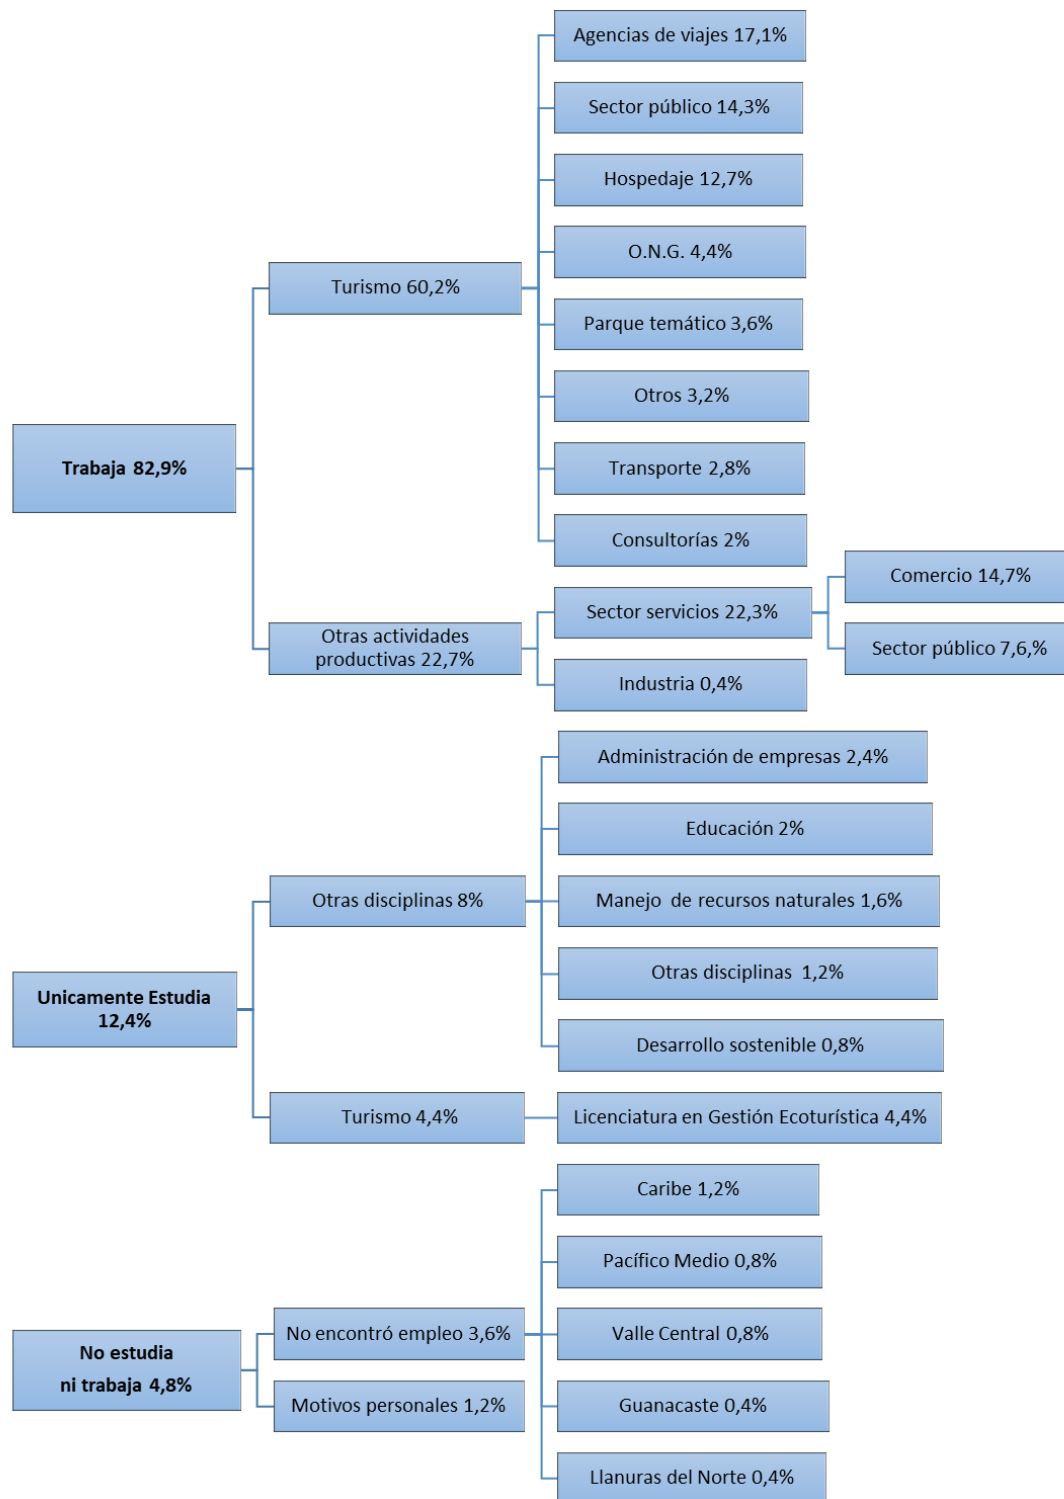 Agencias de viajes 17,1%
Sector público 14,3%
Hospedaje 12,7%
O.N.G. 4,4%
Turismo 60,2%
Parque temático 3,6%
Otros 3,2%
Trabaja 82,9%
Transporte 2,8%
Consultorías 2%
Comercio 14,7%
Sector servicios 22,3%
Otras actividades
productivas 22,7%
Sector público 7,6,%
Industria 0,4%
Administración de empresas 2,4%
Educación 2%
Otras disciplinas 8%
Manejo de recursos naturales 1,6%
Otras disciplinas 1,2%
Unicamente Estudia
12,4%
Desarrollo sostenible 0,8%
Turismo 4,4%
Licenciatura en Gestión Ecoturística 4,4%
Caribe 1,2%
Pacífico Medio 0,8%
No encontró empleo 3,6%
Valle Central 0,8%
No estudia
ni trabaja 4,8%
Motivos personales 1,2%
Guanacaste 0,4%
Llanuras del Norte 0,4%